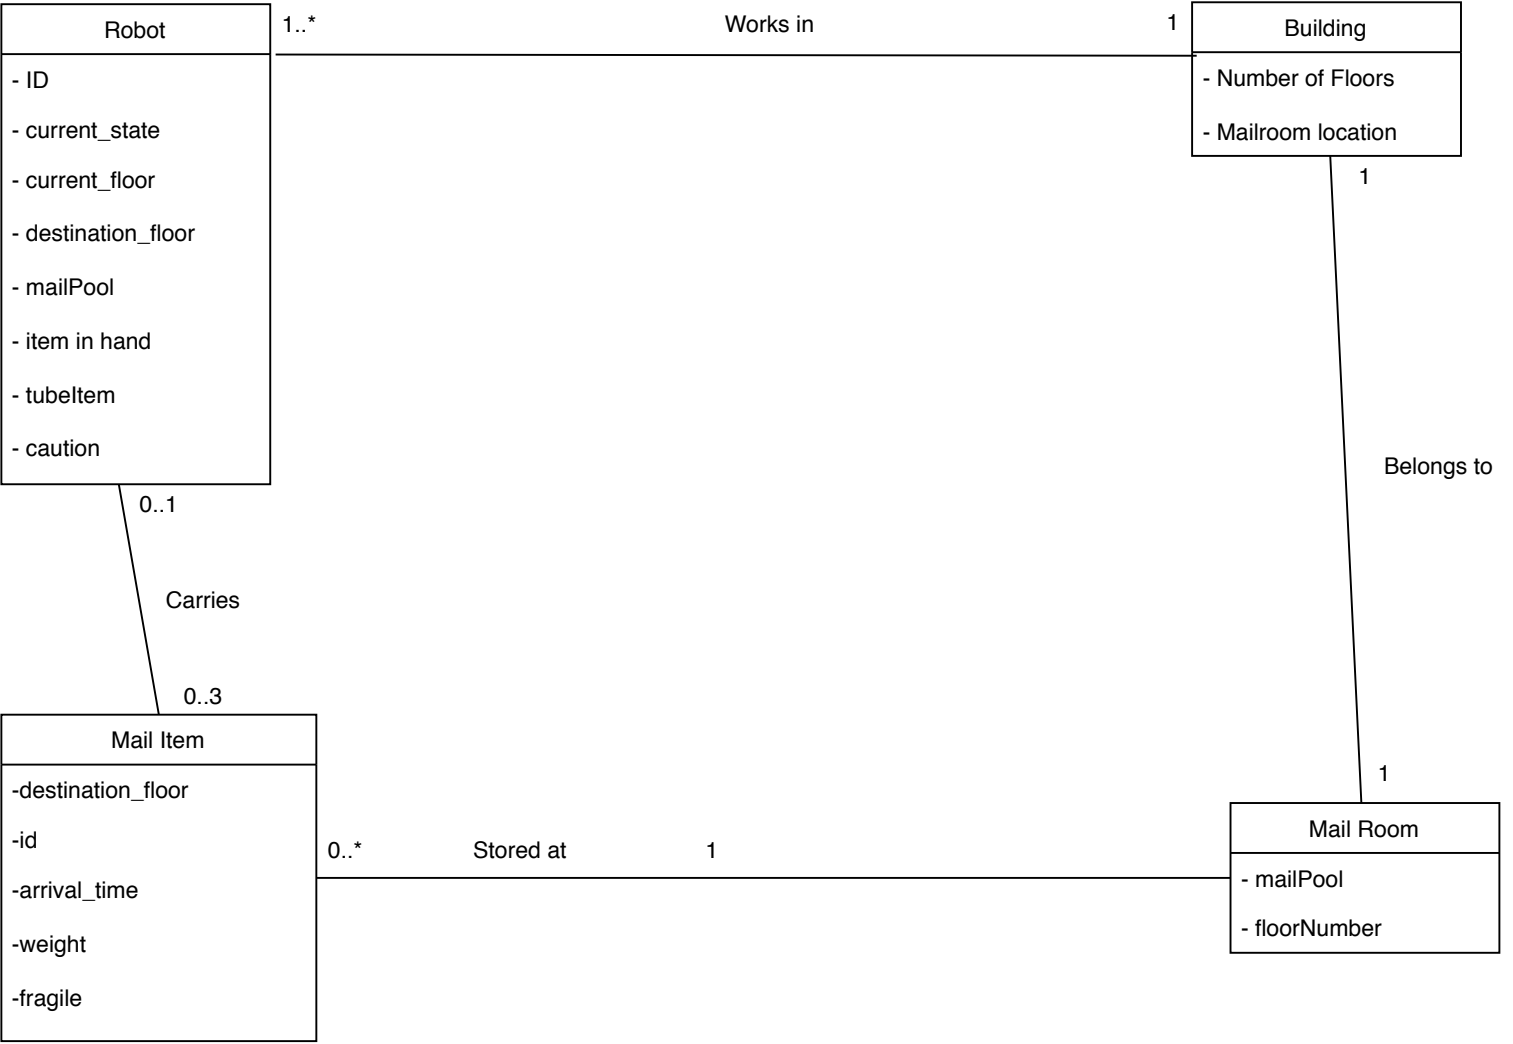 Robot
- ID
- current_state
- current_floor
- destination_floor
- mailPool
- item in hand
- tubeItem
- caution
1..*
Works in
1
Building
- Number of Floors
- Mailroom location
1
Belongs to
1
0..1
Carries
0..3
Mail Item
-destination_floor
-id
-arrival_time
-weight
-fragile
0..*
Stored at
1
Mail Room
- mailPool
- floorNumber